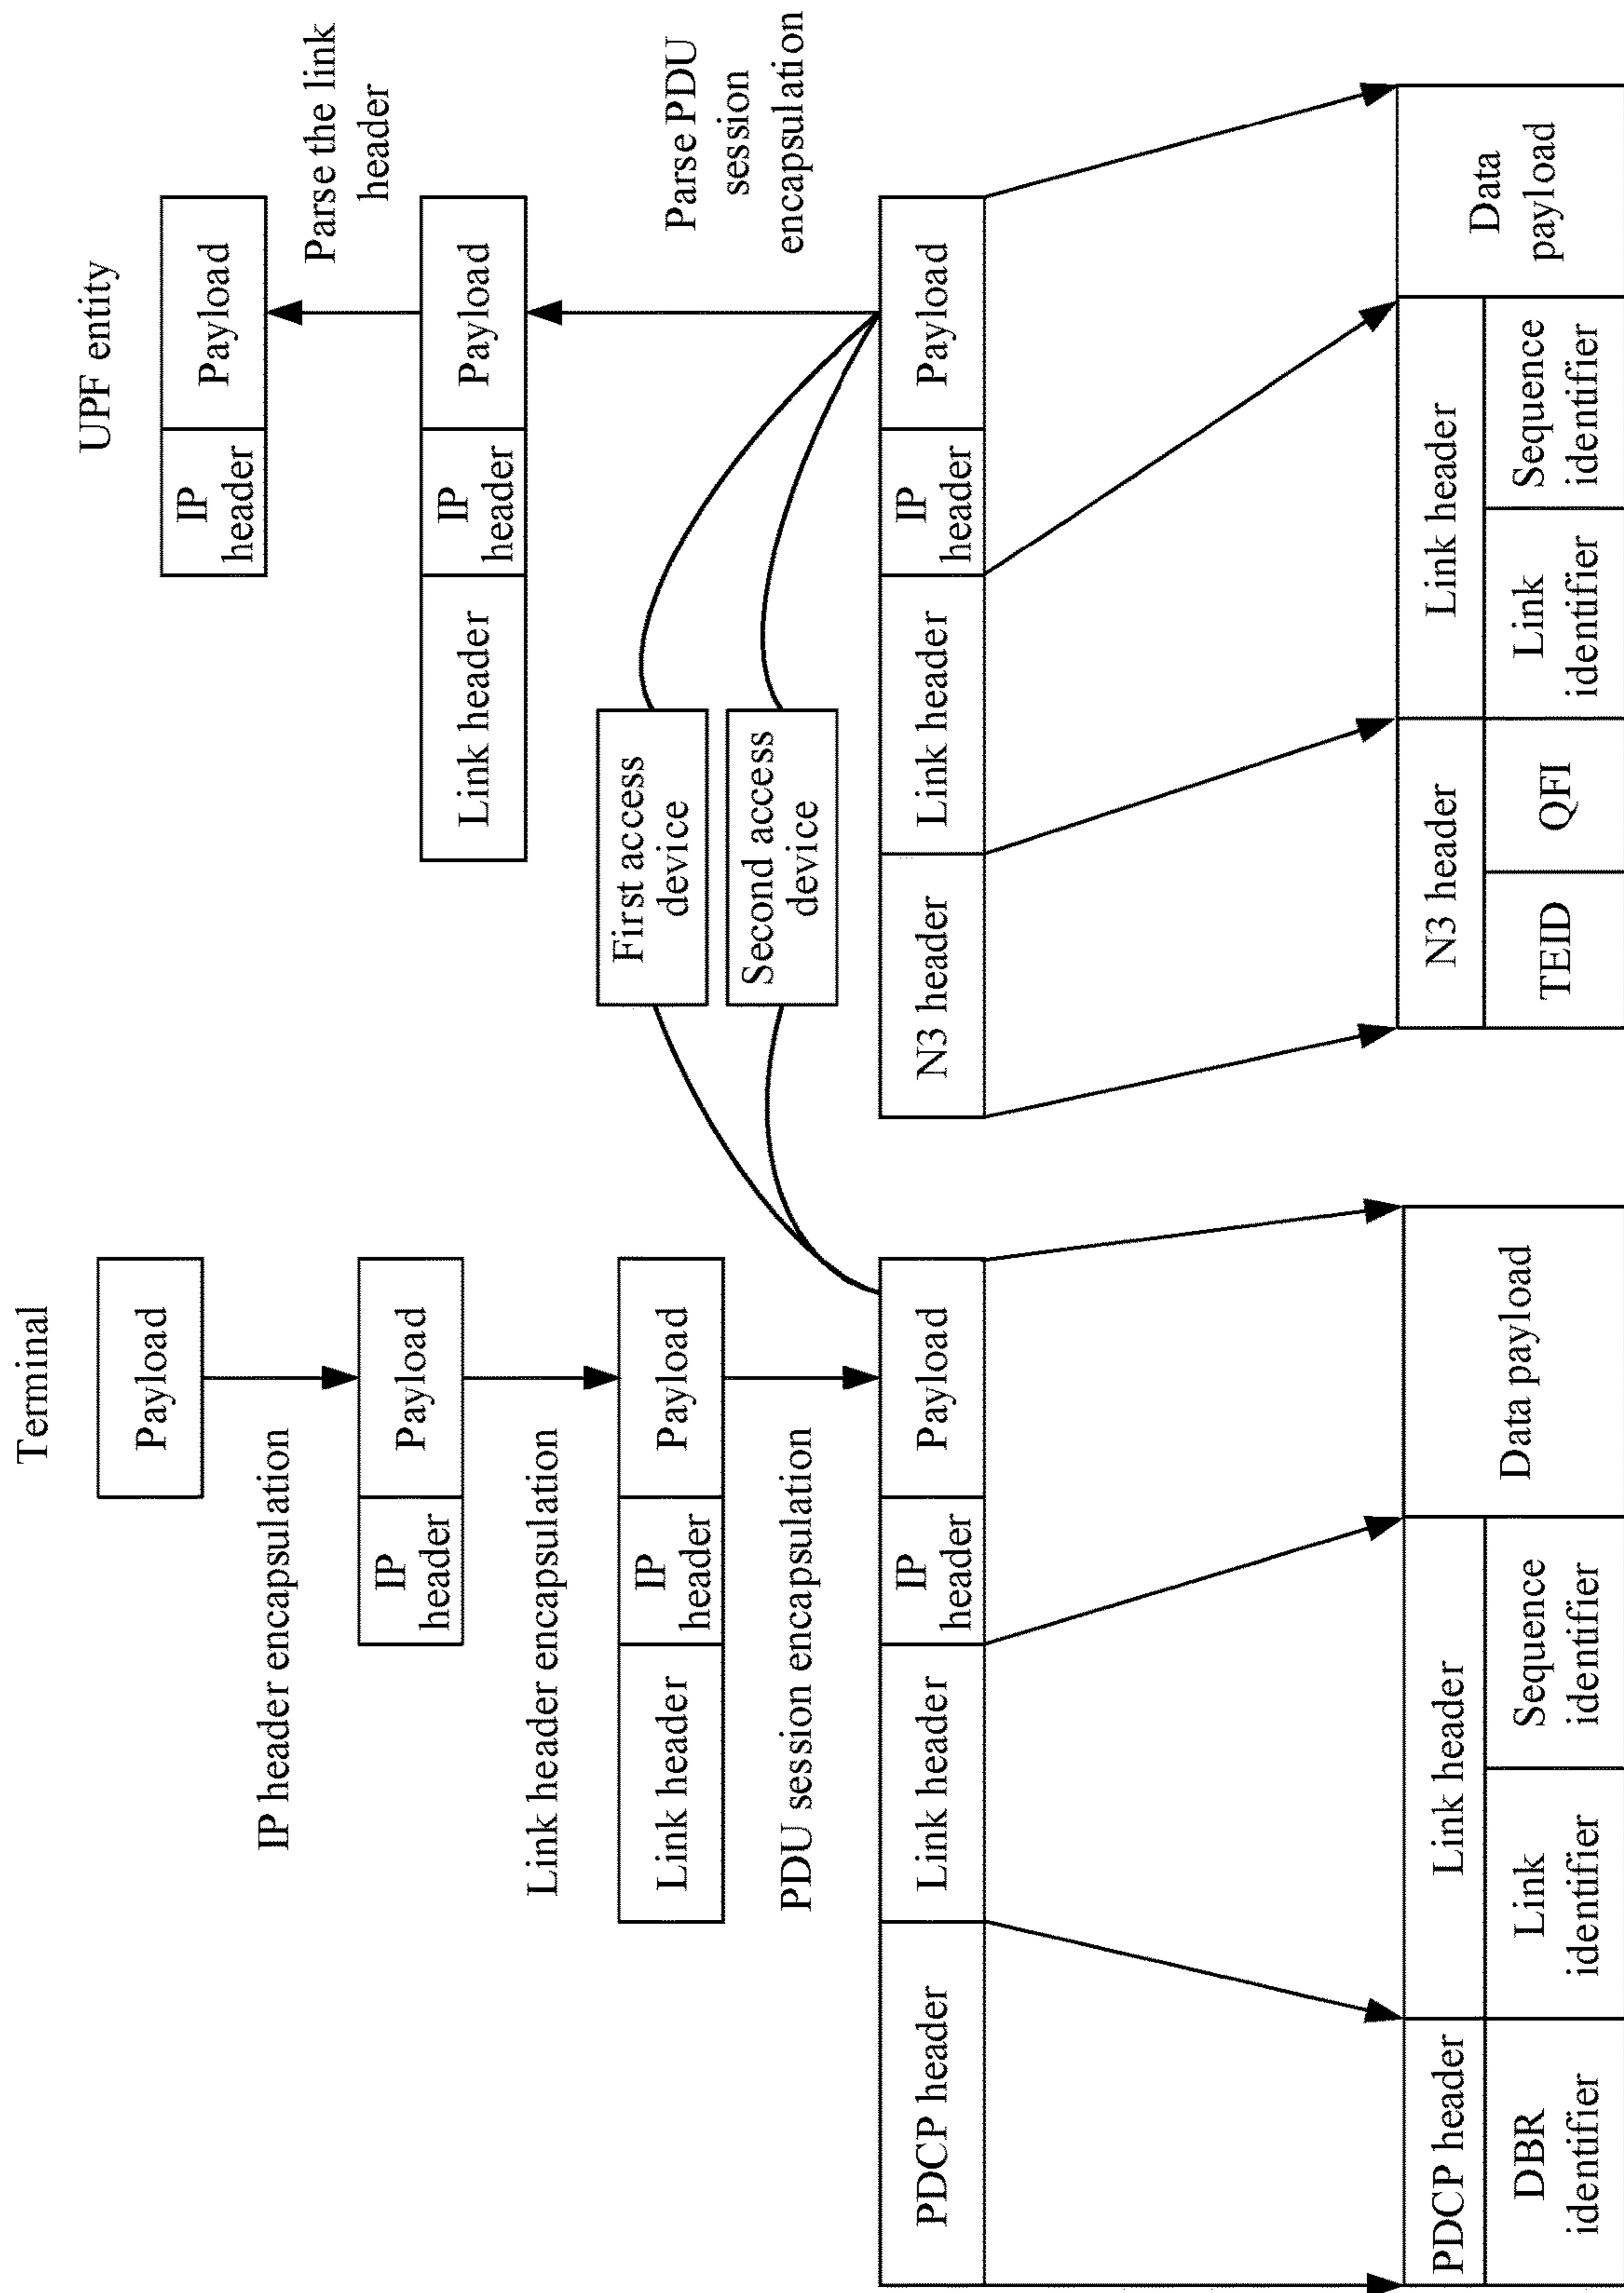 Terminal
Payload
IP header encapsulation
IP
header
Payload
Link header encapsulation
Link header
IP
header
Payload
PDU session encapsulation
PDCP header
Link header
IP
header
Payload
PDCP header
Link header
Data payload
DBR
identifier
Link
identifier
Sequence
identifier
First access
device
Second access
device
UPF entity
IP
header
Payload
Parse the link
header
Link header
IP
header
Payload
Parse PDU
session
encapsulation
N3 header
Link header
IP
header
Payload
N3 header
Link header
Data
payload
TEID
QFI
Link
identifier
Sequence
identifier